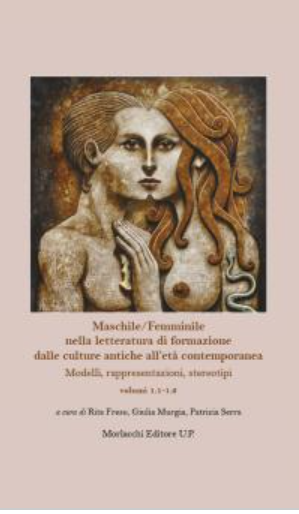 Maschile/Femminile
nella letteratura di formazione
dalle culture antiche all'età contemporanea
Modelli, rappresentazioni, stereotipi
volumi 1.1-1.2
a cura di Rita Fresu, Giulia Murgia, Patrizia Serra
Morlacchi Editore U.P.